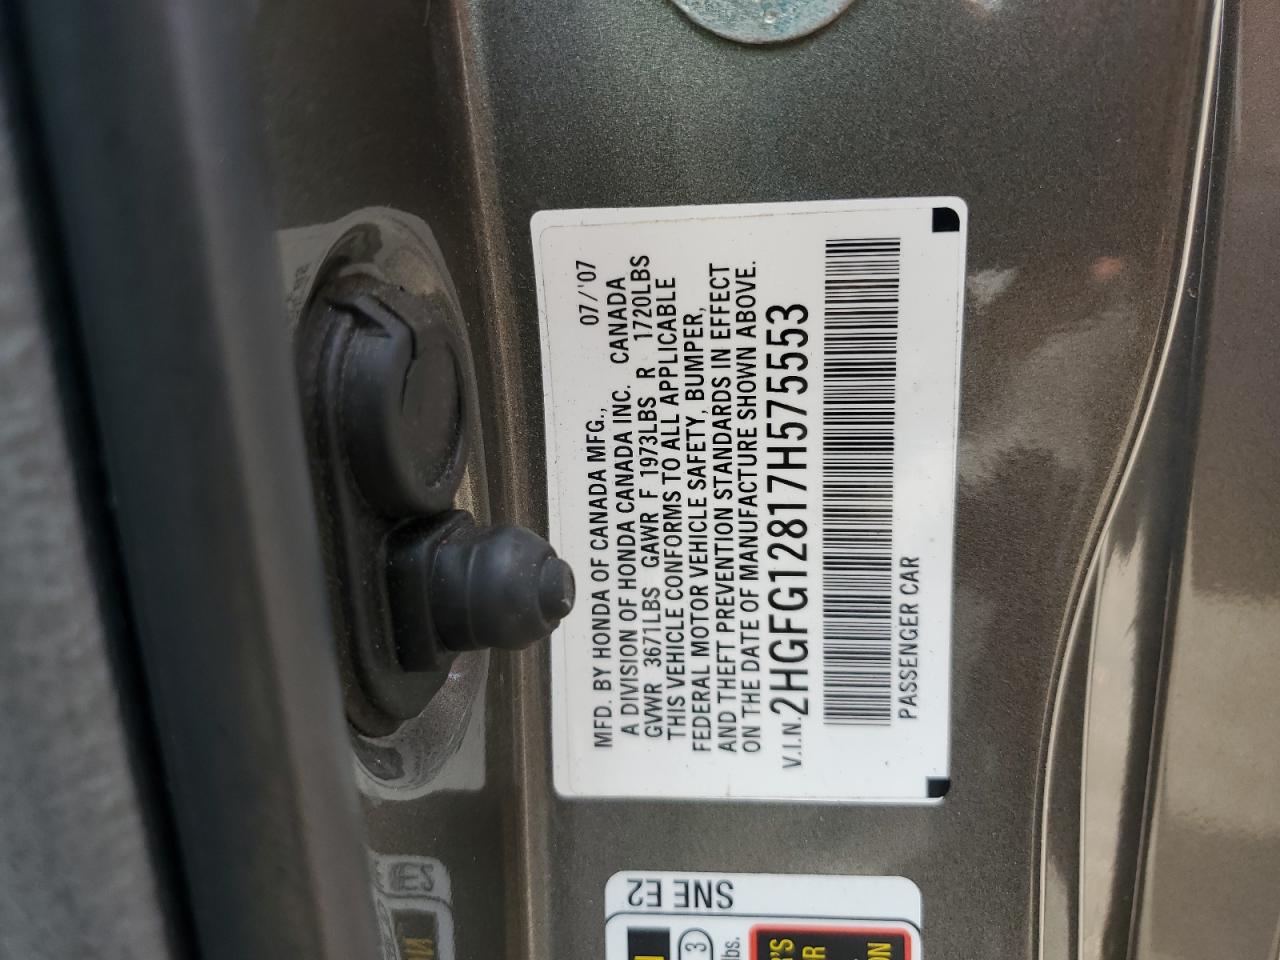 MFD. BY HONDA OF CANADA MFG., 07/'07
A DIVISION OF HONDA CANADA INC. CANADA
GVWR 3671LBS GAWR F 1973LBS R 1720LBS
THIS VEHICLE CONFORMS TO ALL APPLICABLE
FEDERAL MOTOR VEHICLE SAFETY, BUMPER,
AND THEFT PREVENTION STANDARDS IN EFFECT
ON THE DATE OF MANUFACTURE SHOWN ABOVE.
V.I.N. 2HGFG12817H575553
PASSENGER CAR
SNE E2
3
lbs.